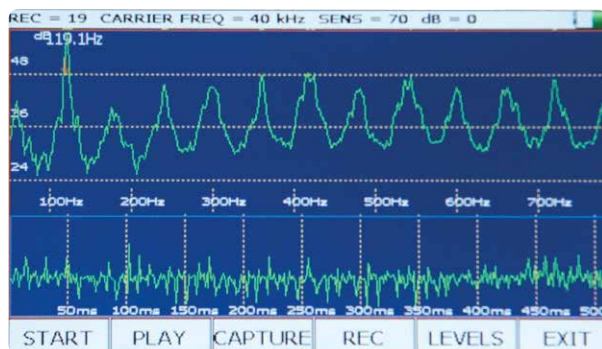 REC = 19 CARRIER FREQ = 40 kHz SENS = 70 dB = 0
dB 119.1Hz
48
36
24
100Hz 200Hz 300Hz 400Hz 500Hz 600Hz 700Hz
50ms 100ms 150ms 200ms 250ms 300ms 350ms 400ms 450ms 500
START PLAY CAPTURE REC LEVELS EXIT